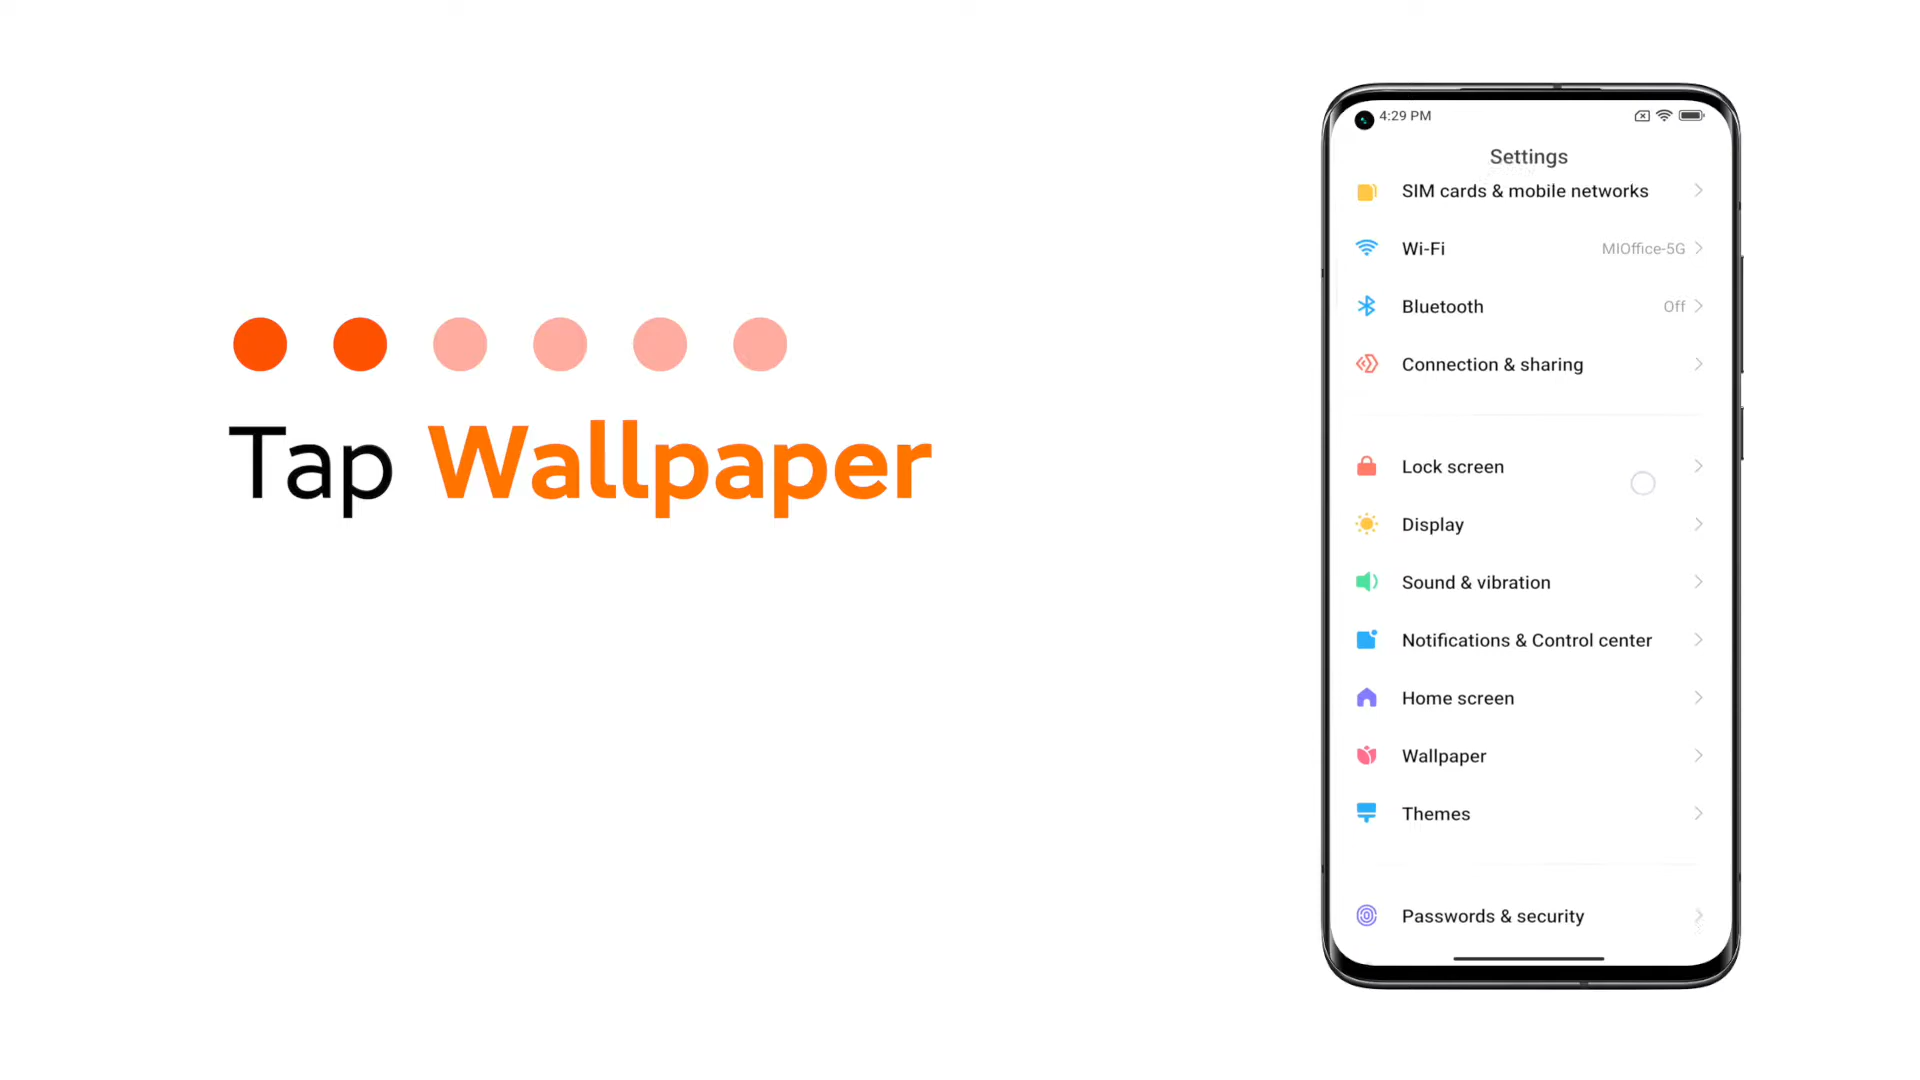 Tap Wallpaper
4:29 PM
Settings
SIM cards & mobile networks
Wi-Fi MIOffice-5G
Bluetooth Off
Connection & sharing
Lock screen
Display
Sound & vibration
Notifications & Control center
Home screen
Wallpaper
Themes
Passwords & security